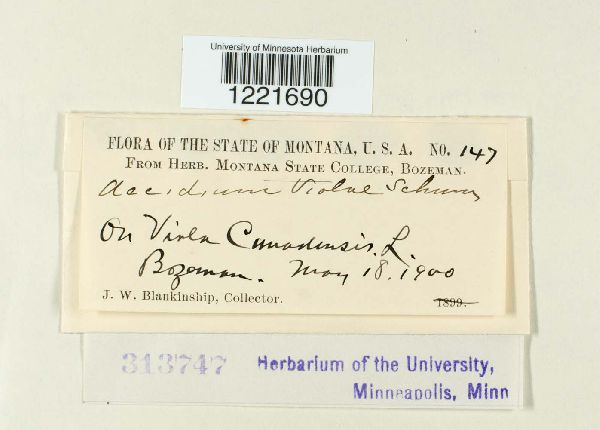 University of Minnesota Herbarium
1221690
FLORA OF THE STATE OF MONTANA, U. S. A. NO. 147
FROM HERB. MONTANA STATE COLLEGE, BOZEMAN.
Aecidium Violae Schum
On Viola Canadensis. L.
Bozeman. May 18. 1900
J. W. Blankinship, Collector. 1899.
313747 Herbarium of the University,
Minneapolis, Minn